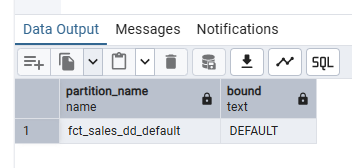 Data Output Messages Notifications
SQL
partition_name bound
name text
1 fct_sales_dd_default DEFAULT